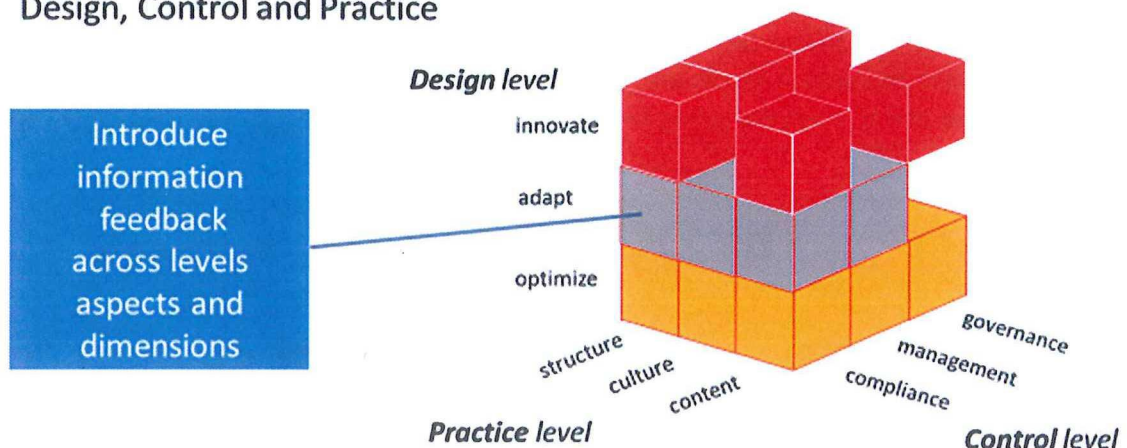 Design, Control and Practice
Design level
innovate
adapt
optimize
Introduce
information
feedback
across levels
aspects and
dimensions
structure
culture
content
governance
management
compliance
Practice level
Control level